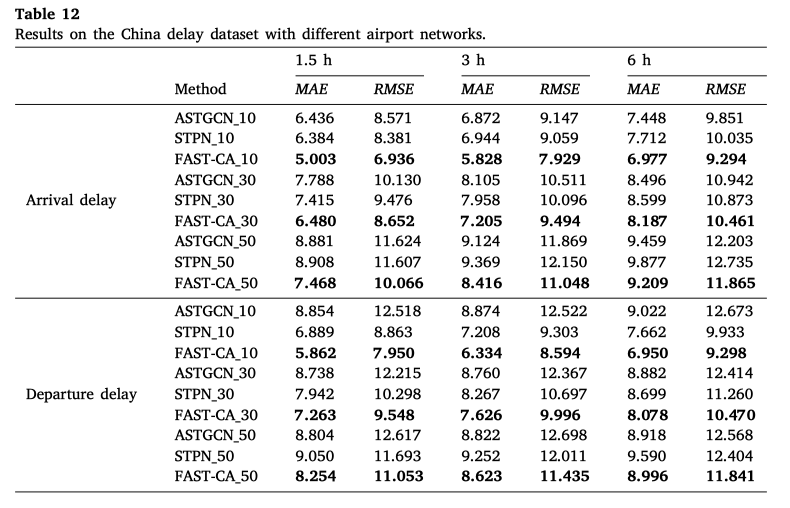 Table 12
Results on the China delay dataset with different airport networks.
1.5 h 3 h 6 h
Method MAE RMSE MAE RMSE MAE RMSE
ASTGCN_10 6.436 8.571 6.872 9.147 7.448 9.851
STPN_10 6.384 8.381 6.944 9.059 7.712 10.035
FAST-CA_10 5.003 6.936 5.828 7.929 6.977 9.294
ASTGCN_30 7.788 10.130 8.105 10.511 8.496 10.942
Arrival delay STPN_30 7.415 9.476 7.958 10.096 8.599 10.873
FAST-CA_30 6.480 8.652 7.205 9.494 8.187 10.461
ASTGCN_50 8.881 11.624 9.124 11.869 9.459 12.203
STPN_50 8.908 11.607 9.369 12.150 9.877 12.735
FAST-CA_50 7.468 10.066 8.416 11.048 9.209 11.865
ASTGCN_10 8.854 12.518 8.874 12.522 9.022 12.673
STPN_10 6.889 8.863 7.208 9.303 7.662 9.933
FAST-CA_10 5.862 7.950 6.334 8.594 6.950 9.298
ASTGCN_30 8.738 12.215 8.760 12.367 8.882 12.414
Departure delay STPN_30 7.942 10.298 8.267 10.697 8.699 11.260
FAST-CA_30 7.263 9.548 7.626 9.996 8.078 10.470
ASTGCN_50 8.804 12.617 8.822 12.698 8.918 12.568
STPN_50 9.050 11.693 9.252 12.011 9.590 12.404
FAST-CA_50 8.254 11.053 8.623 11.435 8.996 11.841